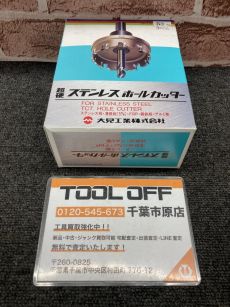 超硬 ステンレス ホールカッター
FOR STAINLESS STEEL
TCT. HOLE CUTTER
大見工業株式会社
TOOL OFF
0120-545-673 千葉市原店
工具買取強化中！！
新品・中古・ジャンク買取可能 宅配査定・出張査定・LINE査定
無料で査定いたします！
〒260-0825
千葉県千葉市中央区村田町